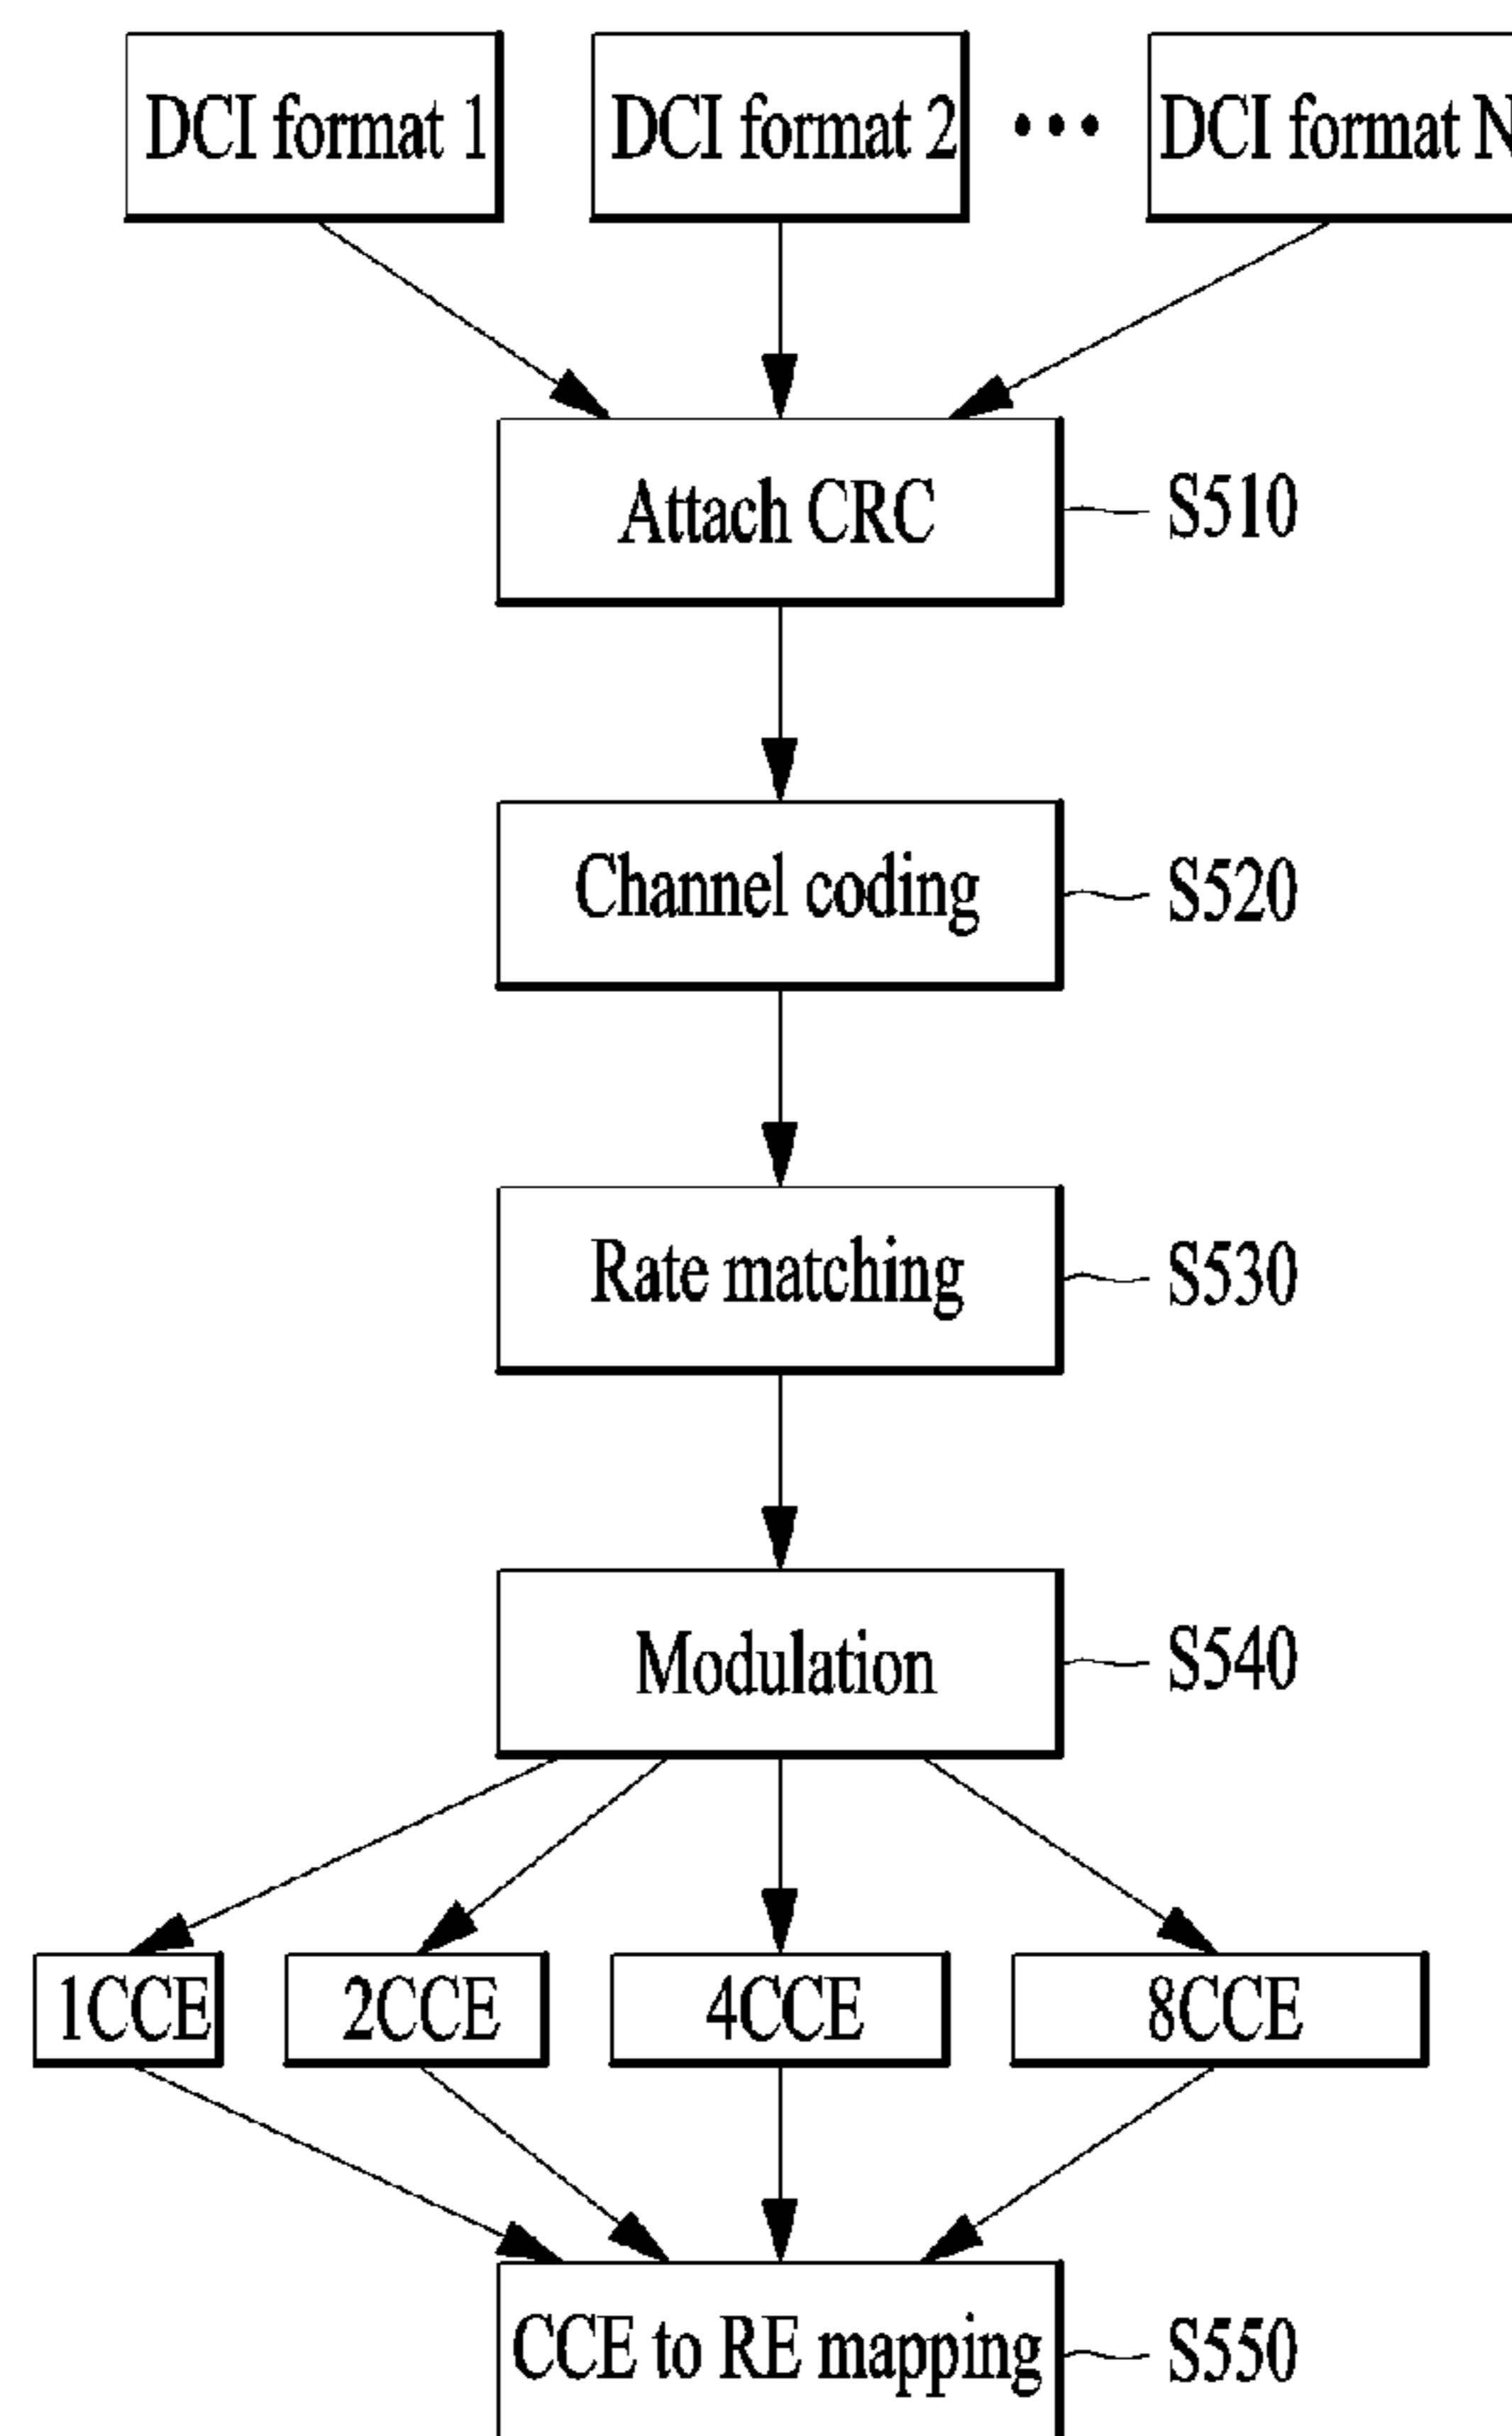 DCI format 1
DCI format 2
•••
DCI format N
Attach CRC
S510
Channel coding
S520
Rate matching
S530
Modulation
S540
1CCE
2CCE
4CCE
8CCE
CCE to RE mapping
S550